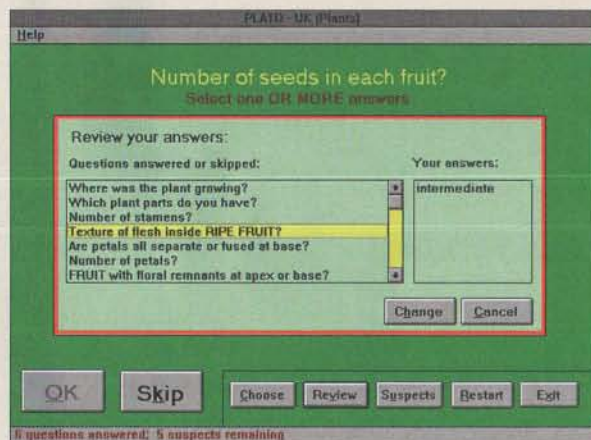 PLATO - UK (Plants)
Help
Number of seeds in each fruit?
Select one OR MORE answers
Review your answers:
Questions answered or skipped:
Your answers:
Where was the plant growing?
Which plant parts do you have?
Number of stamens?
Texture of flesh inside RIPE FRUIT?
Are petals all separate or fused at base?
Number of petals?
FRUIT with floral remnants at apex or base?
intermediate
Change
Cancel
OK
Skip
Choose
Review
Suspects
Restart
Exit
6 questions answered; 5 suspects remaining